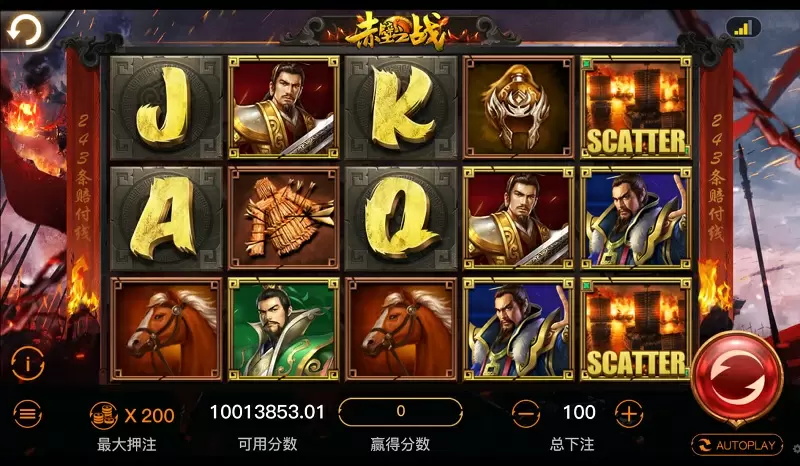 赤壁之战
J
K
SCATTER
243条赔付线
243条赔付线
A
Q
SCATTER
i
X 200
10013853.01
0
100
最大押注
可用分数
赢得分数
总下注
AUTOPLAY